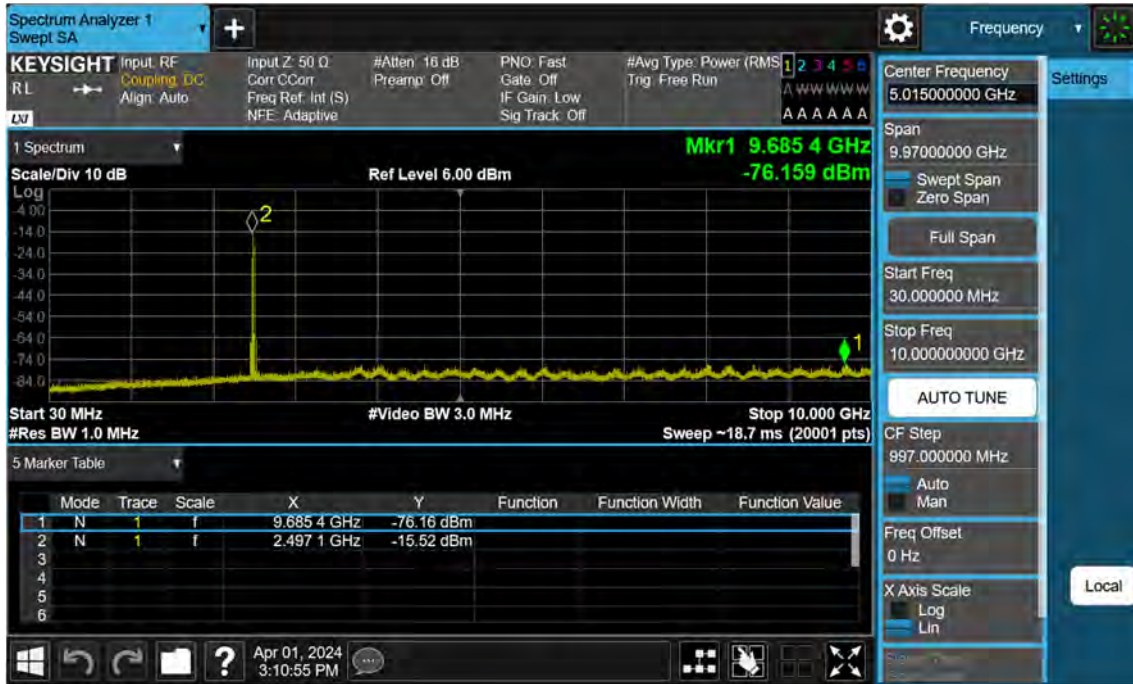 Spectrum Analyzer 1
Swept SA
+
Frequency
KEYSIGHT
RL
LXI
Input: RF
Coupling: DC
Align: Auto
Input Z: 50 Ω
Corr CCorr
Freq Ref: Int (S)
NFE: Adaptive
#Atten: 16 dB
Preamp: Off
PNO: Fast
Gate: Off
IF Gain: Low
Sig Track: Off
#Avg Type: Power (RMS
Trig: Free Run
1 2 3 4 5 6
A W W W W W
A A A A A A
1 Spectrum
Scale/Div 10 dB
Ref Level 6.00 dBm
Mkr1 9.685 4 GHz
-76.159 dBm
Log
-4.00
-14.0
-24.0
-34.0
-44.0
-54.0
-64.0
-74.0
-84.0
2
1
Start 30 MHz
#Video BW 3.0 MHz
Stop 10.000 GHz
#Res BW 1.0 MHz
Sweep ~18.7 ms (20001 pts)
5 Marker Table
Mode Trace Scale X Y Function Function Width Function Value
1 N 1 f 9.685 4 GHz -76.16 dBm
2 N 1 f 2.497 1 GHz -15.52 dBm
3
4
5
6
?
Apr 01, 2024
3:10:55 PM
Center Frequency
5.015000000 GHz
Settings
Span
9.97000000 GHz
Swept Span
Zero Span
Full Span
Start Freq
30.000000 MHz
Stop Freq
10.000000000 GHz
AUTO TUNE
CF Step
997.000000 MHz
Auto
Man
Freq Offset
0 Hz
X Axis Scale
Log
Lin
Local